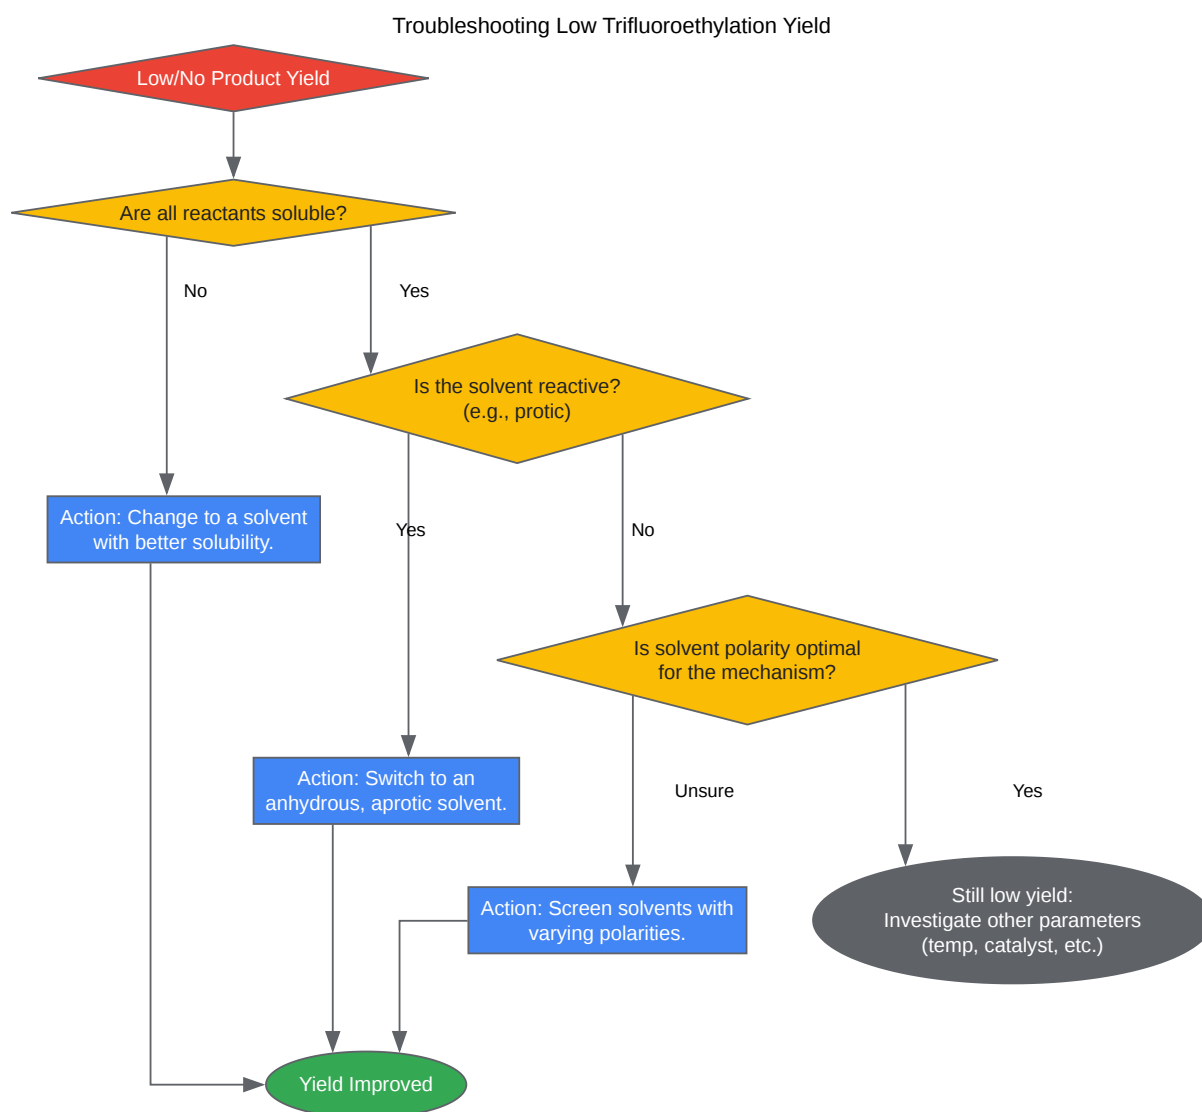 Troubleshooting Low Trifluoroethylation Yield
Low/No Product Yield
Are all reactants soluble?
No
Yes
Is the solvent reactive?
(e.g., protic)
Action: Change to a solvent
with better solubility.
Yes
No
Is solvent polarity optimal
for the mechanism?
Action: Switch to an
anhydrous, aprotic solvent.
Unsure
Yes
Action: Screen solvents with
varying polarities.
Still low yield:
Investigate other parameters
(temp, catalyst, etc.)
Yield Improved